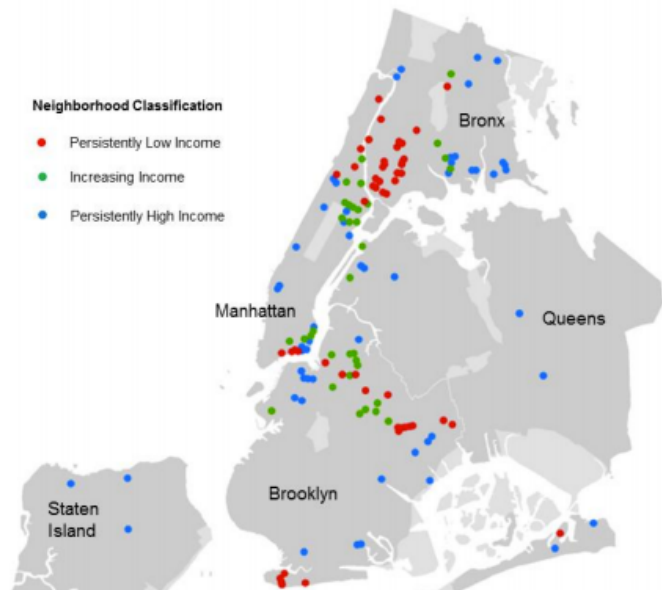 Neighborhood Classification
Persistently Low Income
Increasing Income
Persistently High Income
Bronx
Manhattan
Queens
Brooklyn
Staten
Island